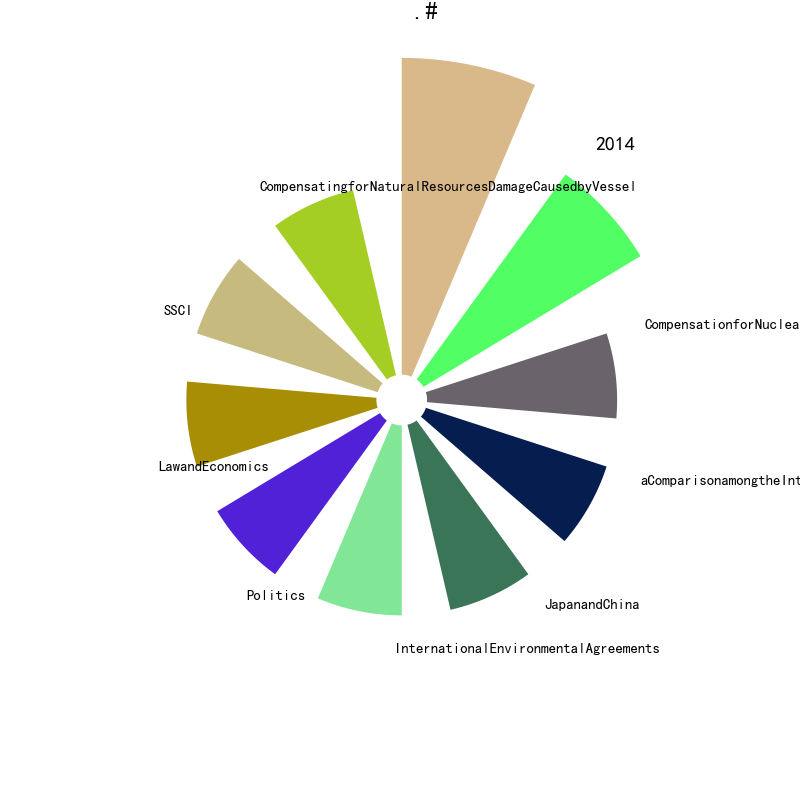 .#
2014
CompensatingforNaturalResourcesDamageCausedbyVessel
SSCI
CompensationforNuclea
LawandEconomics
aComparisonamongtheInt
Politics
JapanandChina
InternationalEnvironmentalAgreements